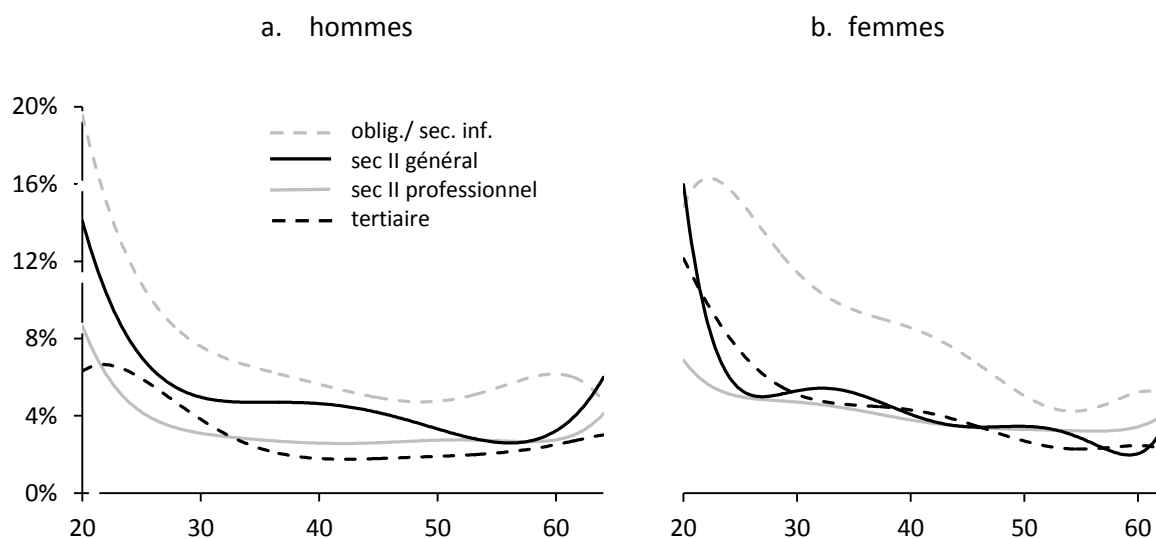 a. hommes
b. femmes
20%
16%
12%
8%
4%
0%
oblig./ sec. inf.
sec II général
sec II professionnel
tertiaire
20 30 40 50 60
20 30 40 50 60